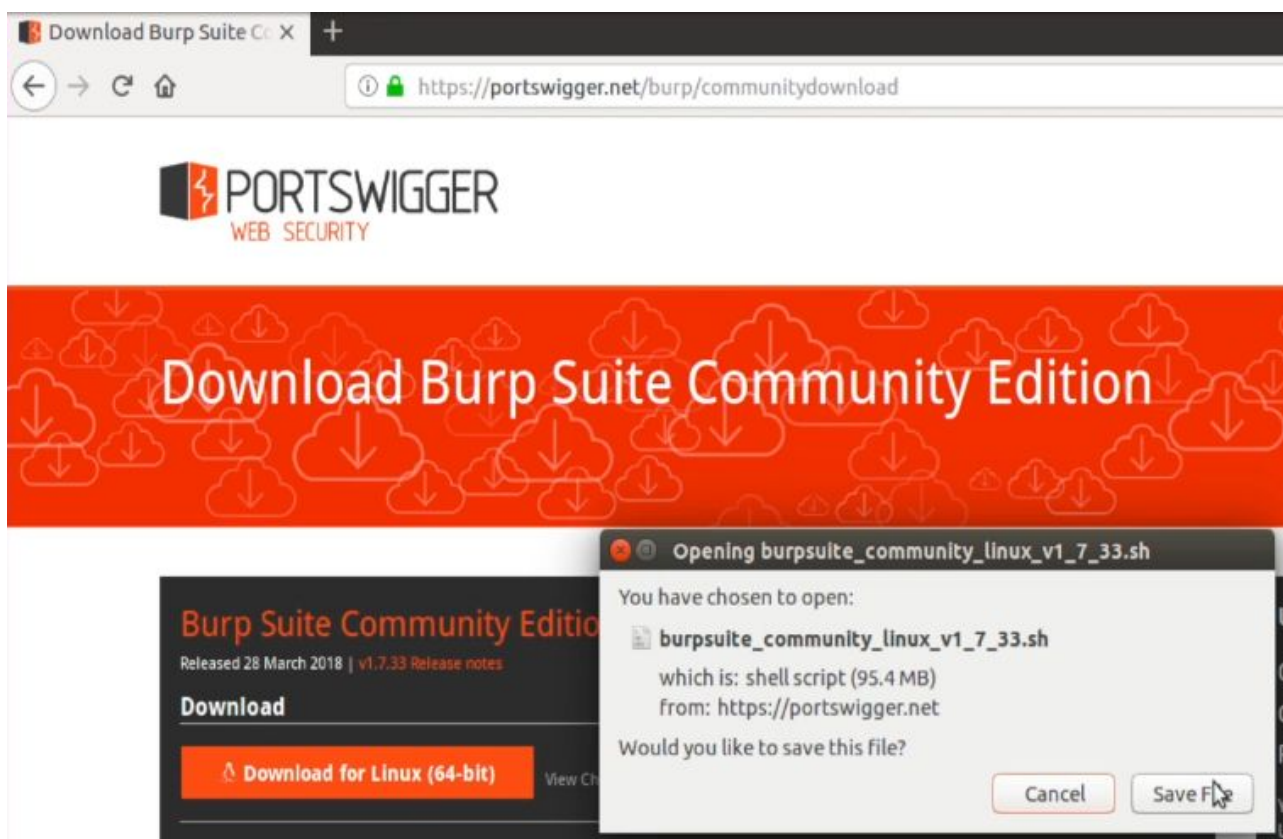 Download Burp Suite Co
https://portswigger.net/burp/communitydownload
PORTSWIGGER
WEB SECURITY
Download Burp Suite Community Edition
Opening burpsuite_community_linux_v1_7_33.sh
You have chosen to open:
burpsuite_community_linux_v1_7_33.sh
which is: shell script (95.4 MB)
from: https://portswigger.net
Would you like to save this file?
Cancel Save File
Burp Suite Community Editio
Released 28 March 2018 | v1.7.33 Release notes
Download
Download for Linux (64-bit) View Ch